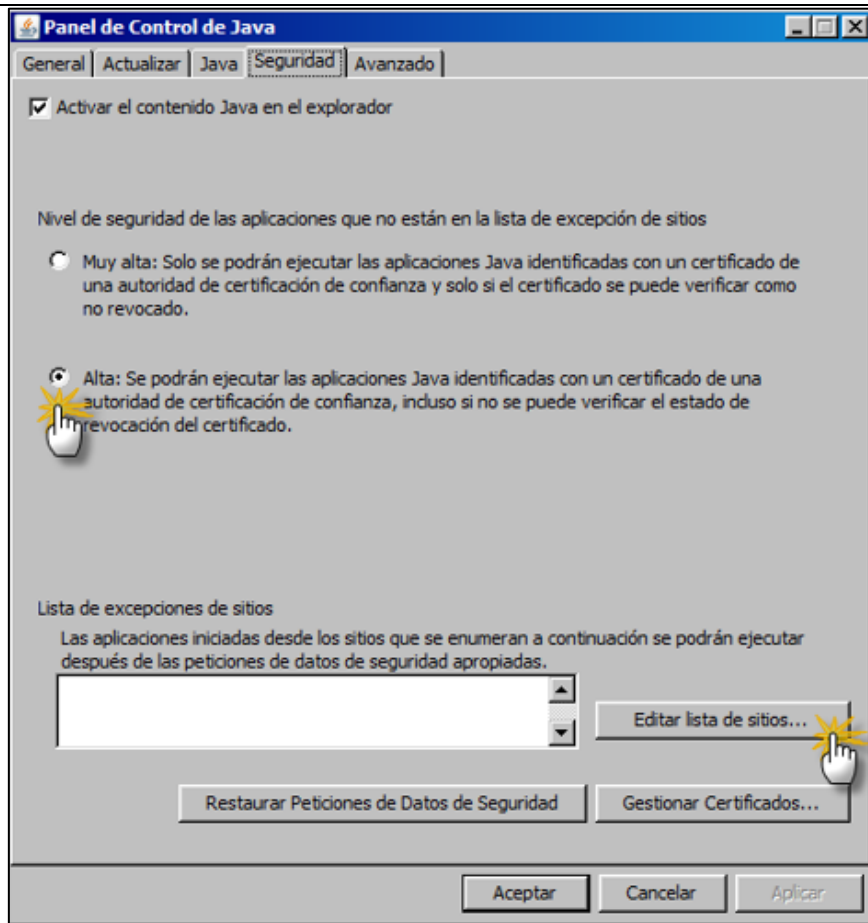 Panel de Control de Java
General Actualizar Java Seguridad Avanzado
Activar el contenido Java en el explorador
Nivel de seguridad de las aplicaciones que no están en la lista de excepción de sitios
Muy alta: Solo se podrán ejecutar las aplicaciones Java identificadas con un certificado de
una autoridad de certificación de confianza y solo si el certificado se puede verificar como
no revocado.
Alta: Se podrán ejecutar las aplicaciones Java identificadas con un certificado de una
autoridad de certificación de confianza, incluso si no se puede verificar el estado de
revocación del certificado.
Lista de excepciones de sitios
Las aplicaciones iniciadas desde los sitios que se enumeran a continuación se podrán ejecutar
después de las peticiones de datos de seguridad apropiadas.
Editar lista de sitios...
Restaurar Peticiones de Datos de Seguridad Gestionar Certificados...
Aceptar Cancelar Aplicar